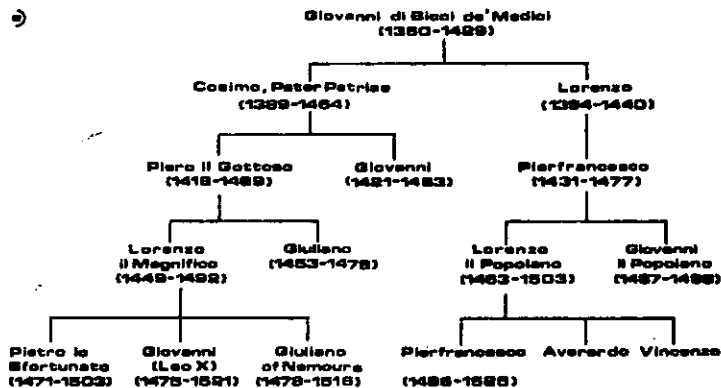 Giovanni di Bicci de' Medici
(1360-1429)
Cosimo, Pater Patriae
(1389-1464)
Lorenzo
(1394-1440)
Piero il Gottoso
(1416-1469)
Giovanni
(1421-1463)
Pierfrancesco
(1431-1477)
Lorenzo
il Magnifico
(1449-1492)
Giuliano
(1453-1478)
Lorenzo
Il Popolano
(1463-1503)
Giovanni
Il Popolano
(1467-1498)
Pietro lo
Sfortunato
(1471-1503)
Giovanni
(Leo X)
(1475-1521)
Giuliano
of Nemours
(1478-1516)
Pierfrancesco
(1486-1525)
Averardo
Vincenzo